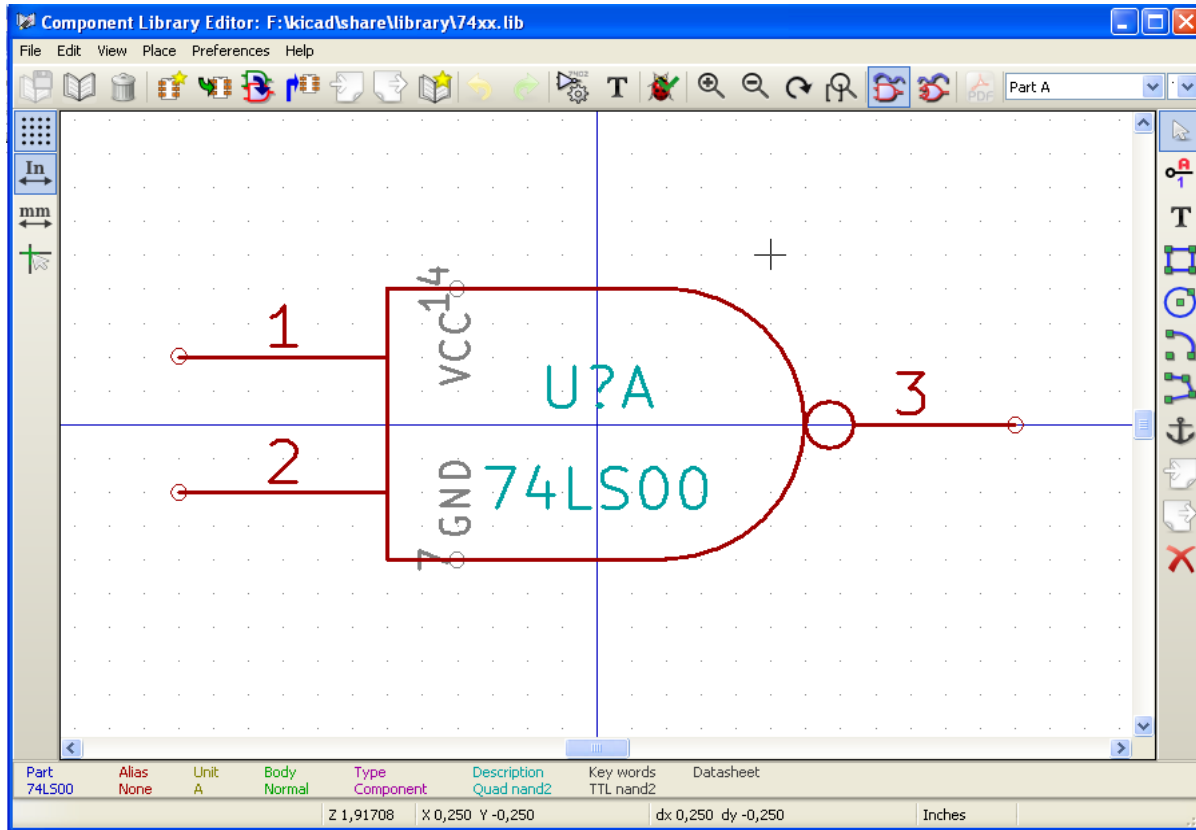 Component Library Editor: F:\kicad\share\library\74xx.lib
File Edit View Place Preferences Help
T PDF Part A
In
mm
A
1
T
14
VCC
1
2
U?A
74LS00
3
GND
7
Part Alias Unit Body Type Description Key words Datasheet
74LS00 None A Normal Component Quad nand2 TTL nand2
Z 1,91708 X 0,250 Y -0,250 dx 0,250 dy -0,250 Inches